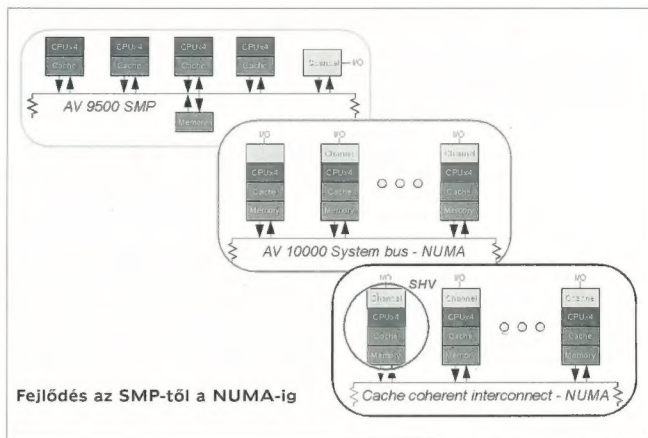 CPUx4 CPUx4 CPUx4 CPUx4
Cache Cache Cache Cache Channel I/O
AV 9500 SMP
Memory
I/O I/O I/O
Channel Channel
CPUx4 CPUx4 CPUx4
Cache Cache Cache
Memory Memory Memory
AV 10000 System bus - NUMA
I/O SHV I/O I/O
Channel Channel Channel
CPUx4 CPUx4 CPUx4
Cache Cache Cache
Memory Memory Memory
Cache coherent interconnect - NUMA
Fejlődés az SMP-től a NUMA-ig